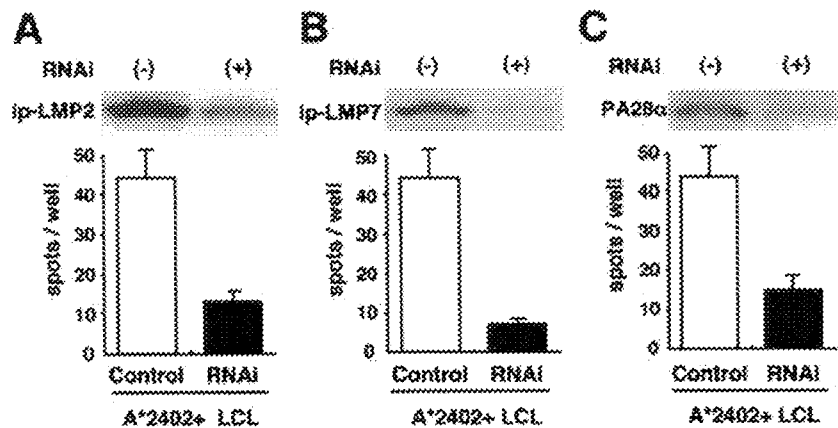 A
RNAi (-) (+)
ip-LMP2
50
40
30
20
10
0
spots / well
Control RNAi
A*2402+ LCL
B
RNAi (-) (+)
ip-LMP7
50
40
30
20
10
0
Control RNAi
A*2402+ LCL
C
RNAi (-) (+)
PA28α
50
40
30
20
10
0
spots / well
Control RNAi
A*2402+ LCL